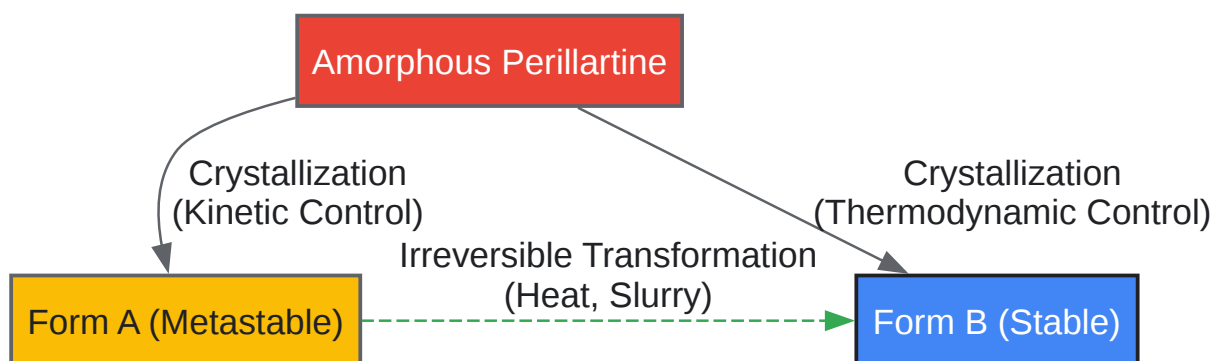 Amorphous Perillartine
Crystallization
(Kinetic Control)
Crystallization
(Thermodynamic Control)
Irreversible Transformation
(Heat, Slurry)
Form A (Metastable)
Form B (Stable)